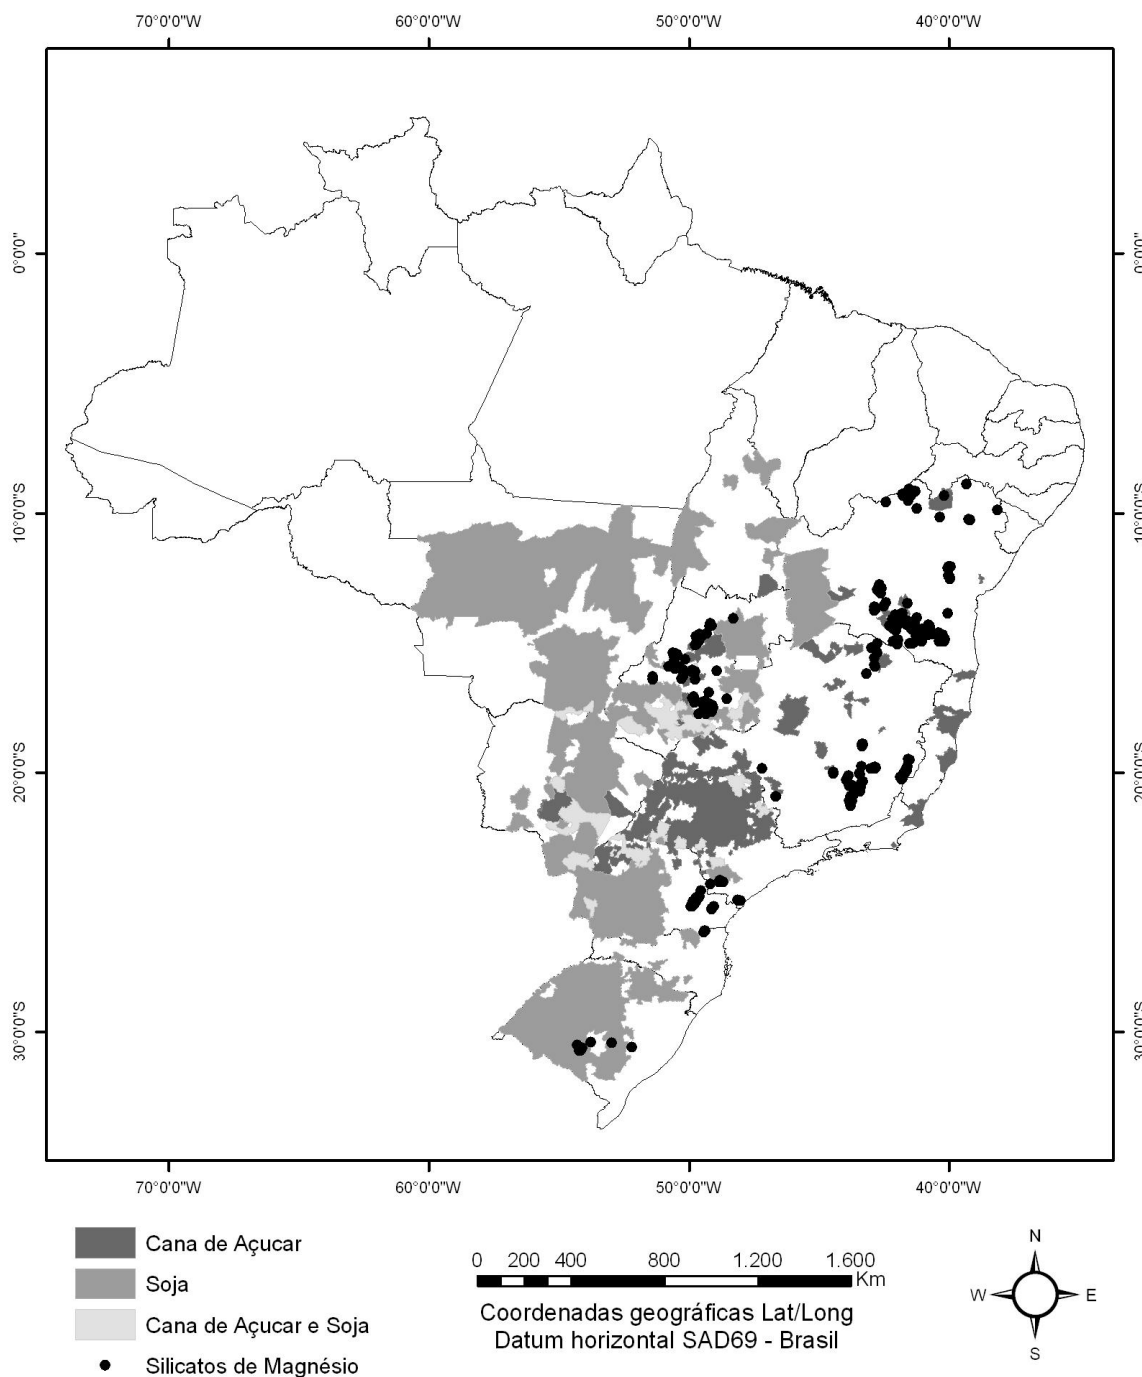 70°0'0"W 60°0'0"W 50°0'0"W 40°0'0"W
0°0'0" 0°0'0"
10°0'0"S 10°0'0"S
20°0'0"S 20°0'0"S
30°0'0"S 30°0'0"S
70°0'0"W 60°0'0"W 50°0'0"W 40°0'0"W
Cana de Açucar
Soja
Cana de Açucar e Soja
Silicatos de Magnésio
0 200 400 800 1.200 1.600
Km
Coordenadas geográficas Lat/Long
Datum horizontal SAD69 - Brasil
N
W E
S